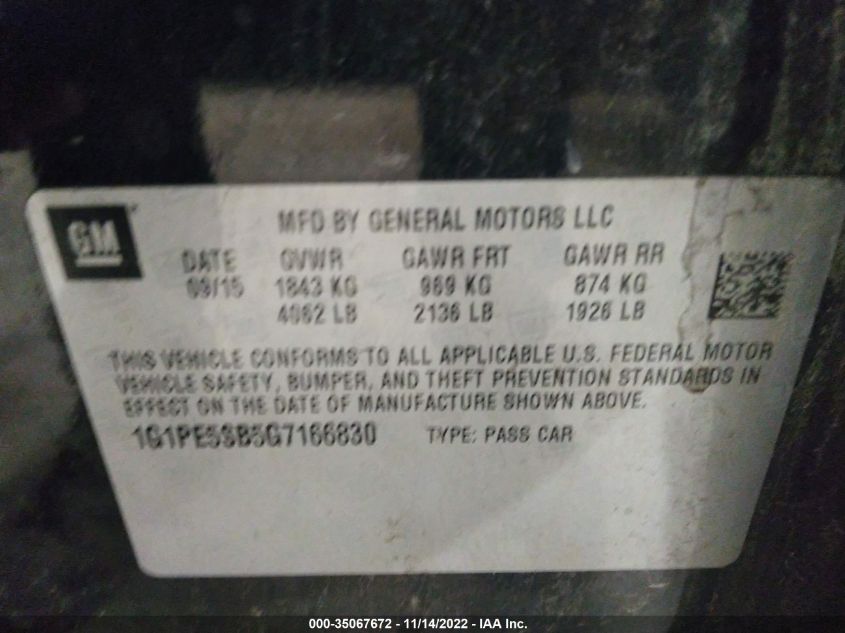 GM
MFD BY GENERAL MOTORS LLC
DATE GVWR GAWR FRT GAWR RR
09/15 1843 KG 969 KG 874 KG
4062 LB 2136 LB 1926 LB
THIS VEHICLE CONFORMS TO ALL APPLICABLE U.S. FEDERAL MOTOR
VEHICLE SAFETY, BUMPER, AND THEFT PREVENTION STANDARDS IN
EFFECT ON THE DATE OF MANUFACTURE SHOWN ABOVE.
1G1PE5SB5G7166830 TYPE: PASS CAR
000-35067672 - 11/14/2022 - IAA Inc.